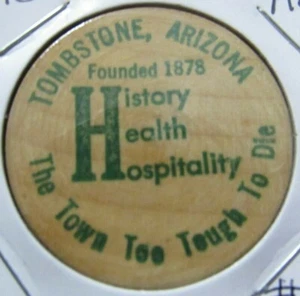 TOMBSTONE, ARIZONA
Founded 1878
History
Health
Hospitality
The Town Too Tough To Die